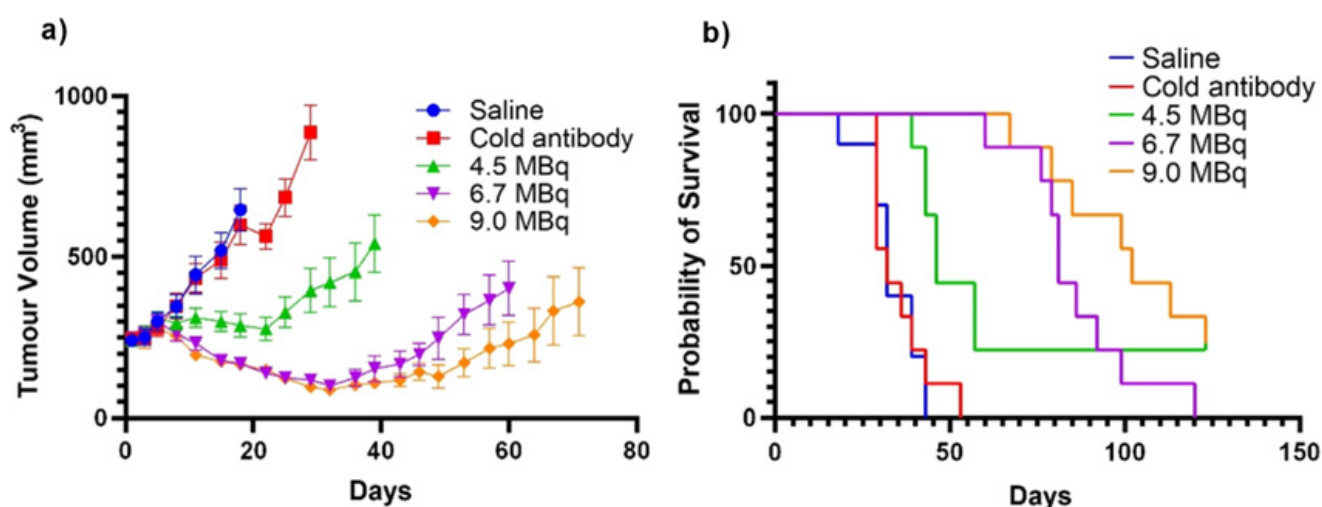 a)
Tumour Volume (mm³)
1000
500
0
0 20 40 60 80
Days
Saline
Cold antibody
4.5 MBq
6.7 MBq
9.0 MBq
b)
Probability of Survival
100
50
0
0 50 100 150
Days
Saline
Cold antibody
4.5 MBq
6.7 MBq
9.0 MBq